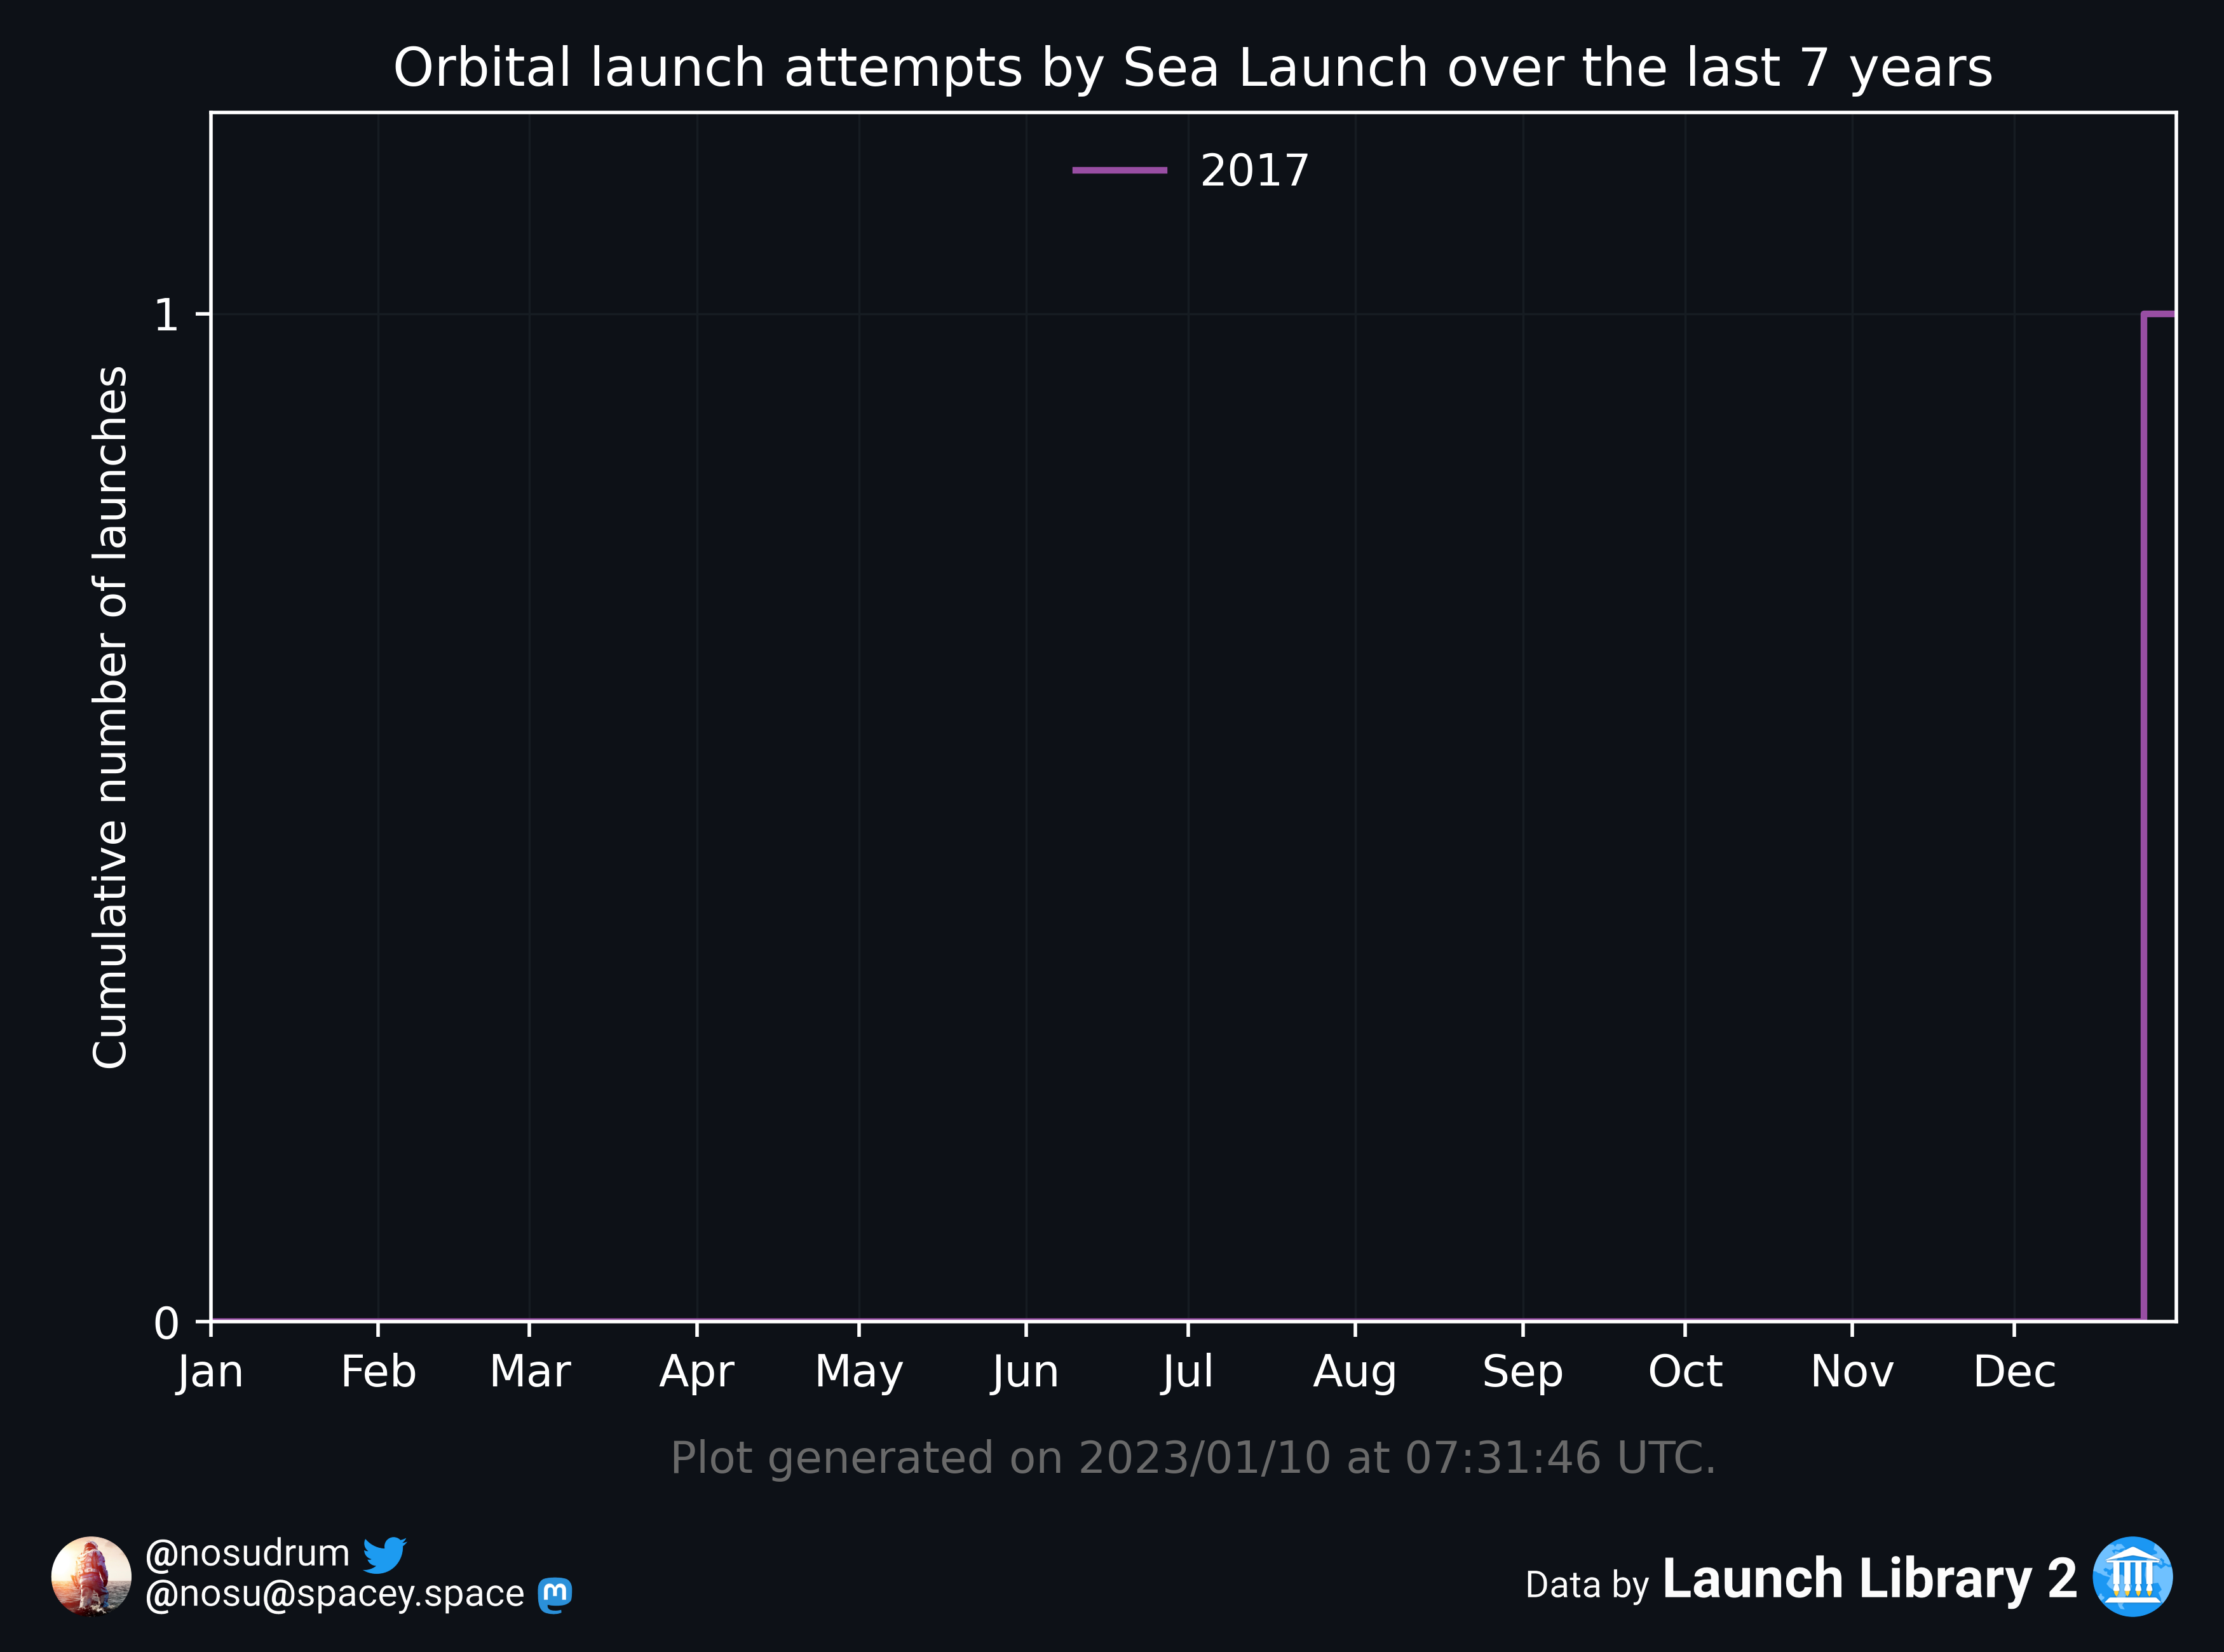 Orbital launch attempts by Sea Launch over the last 7 years
2017
1
Cumulative number of launches
0
Jan Feb Mar Apr May Jun Jul Aug Sep Oct Nov Dec
Plot generated on 2023/01/10 at 07:31:46 UTC.
@nosudrum
@nosu@spacey.space
Data by Launch Library 2